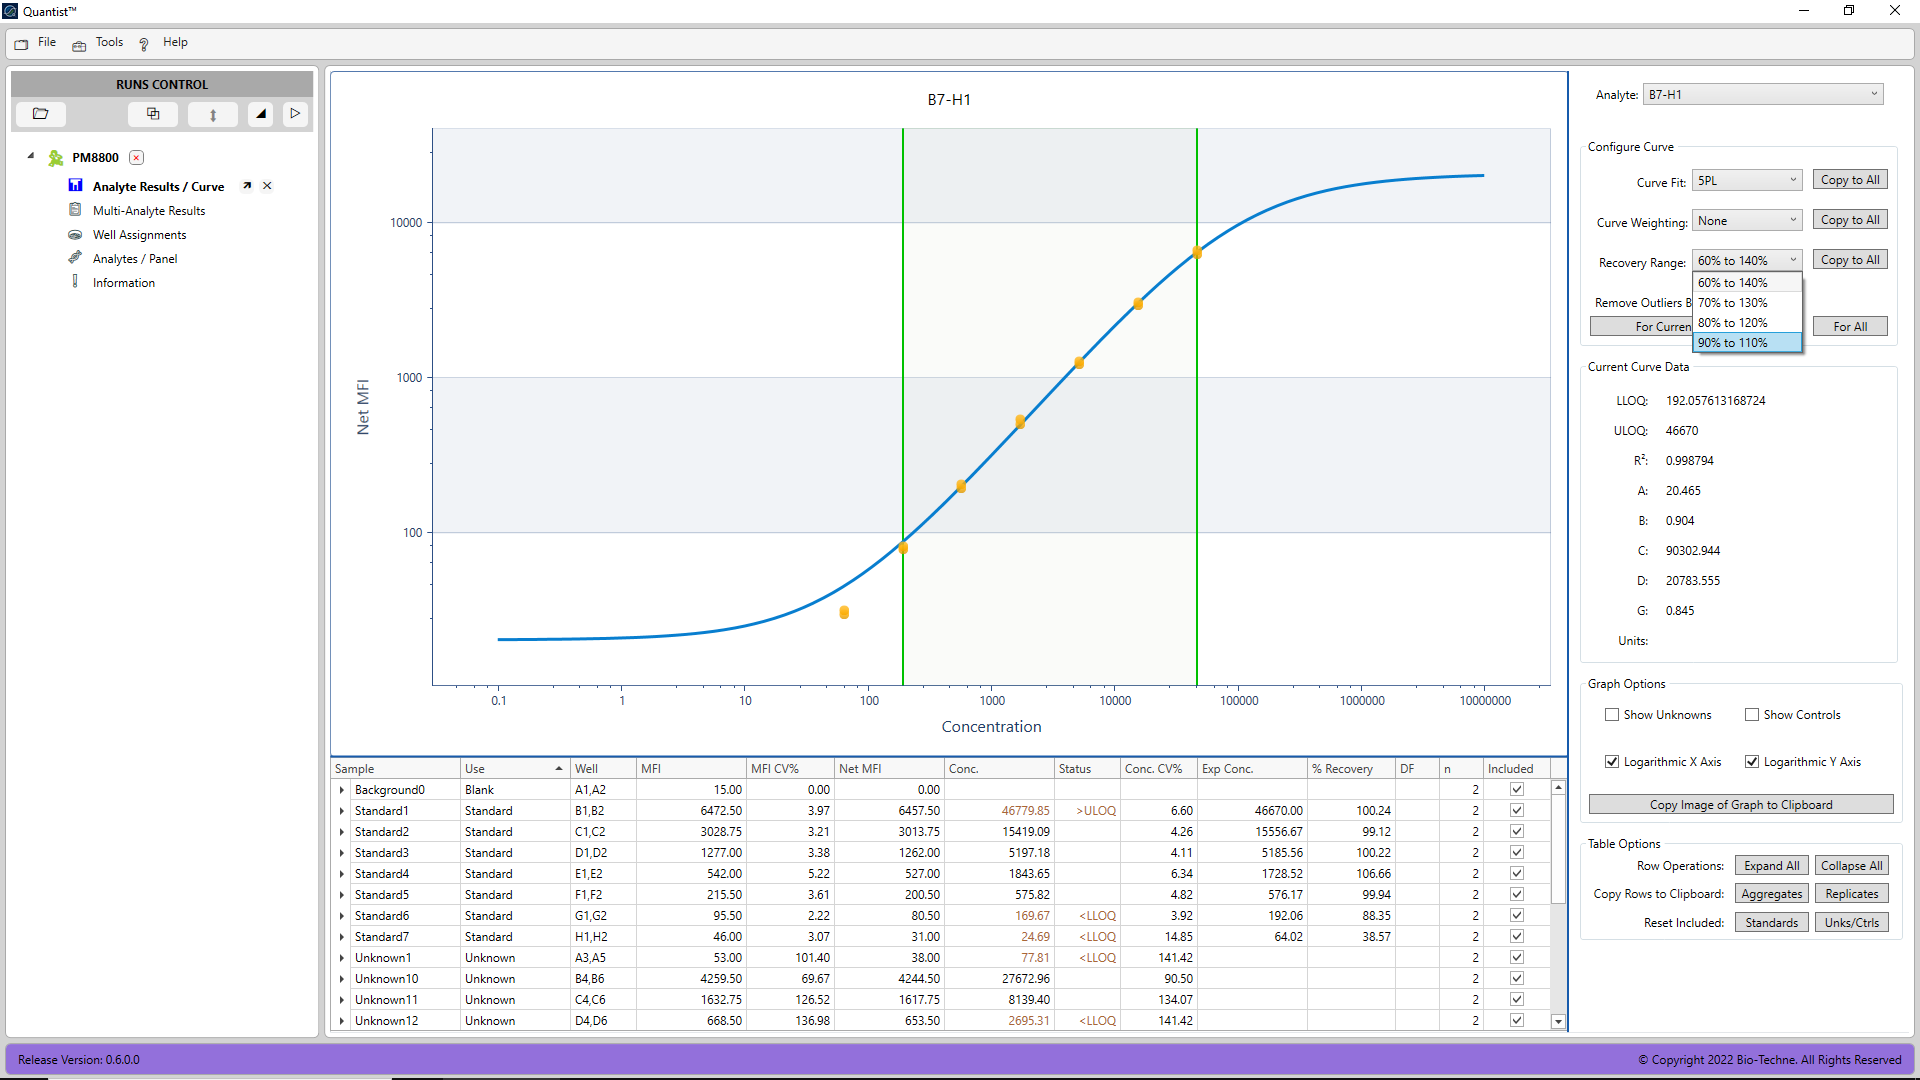 Quantist™
File Tools ? Help
RUNS CONTROL
PM8800
Analyte Results / Curve
Multi-Analyte Results
Well Assignments
Analytes / Panel
Information
B7-H1
Net MFI
10000
1000
100
0.1 1 10 100 1000 10000 100000 1000000 10000000
Concentration
Sample Use Well MFI MFI CV% Net MFI Conc. Status Conc. CV% Exp Conc. % Recovery DF n Included
Background0 Blank A1,A2 15.00 0.00 0.00 2
Standard1 Standard B1,B2 6472.50 3.97 6457.50 46779.85 >ULOQ 6.60 46670.00 100.24 2
Standard2 Standard C1,C2 3028.75 3.21 3013.75 15419.09 4.26 15556.67 99.12 2
Standard3 Standard D1,D2 1277.00 3.38 1262.00 5197.18 4.11 5185.56 100.22 2
Standard4 Standard E1,E2 542.00 5.22 527.00 1843.65 6.34 1728.52 106.66 2
Standard5 Standard F1,F2 215.50 3.61 200.50 575.82 4.82 576.17 99.94 2
Standard6 Standard G1,G2 95.50 2.22 80.50 169.67 <LLOQ 3.92 192.06 88.35 2
Standard7 Standard H1,H2 46.00 3.07 31.00 24.69 <LLOQ 14.85 64.02 38.57 2
Unknown1 Unknown A3,A5 53.00 101.40 38.00 77.81 <LLOQ 141.42 2
Unknown10 Unknown B4,B6 4259.50 69.67 4244.50 27672.96 90.50 2
Unknown11 Unknown C4,C6 1632.75 126.52 1617.75 8139.40 134.07 2
Unknown12 Unknown D4,D6 668.50 136.98 653.50 2695.31 <LLOQ 141.42 2
Analyte: B7-H1
Configure Curve
Curve Fit: 5PL Copy to All
Curve Weighting: None Copy to All
Recovery Range: 60% to 140% Copy to All
60% to 140%
70% to 130%
80% to 120%
90% to 110%
Remove Outliers B
For Curren For All
Current Curve Data
LLOQ: 192.057613168724
ULOQ: 46670
R²: 0.998794
A: 20.465
B: 0.904
C: 90302.944
D: 20783.555
G: 0.845
Units:
Graph Options
Show Unknowns Show Controls
Logarithmic X Axis Logarithmic Y Axis
Copy Image of Graph to Clipboard
Table Options
Row Operations: Expand All Collapse All
Copy Rows to Clipboard: Aggregates Replicates
Reset Included: Standards Unks/Ctrls
Release Version: 0.6.0.0
© Copyright 2022 Bio-Techne. All Rights Reserved